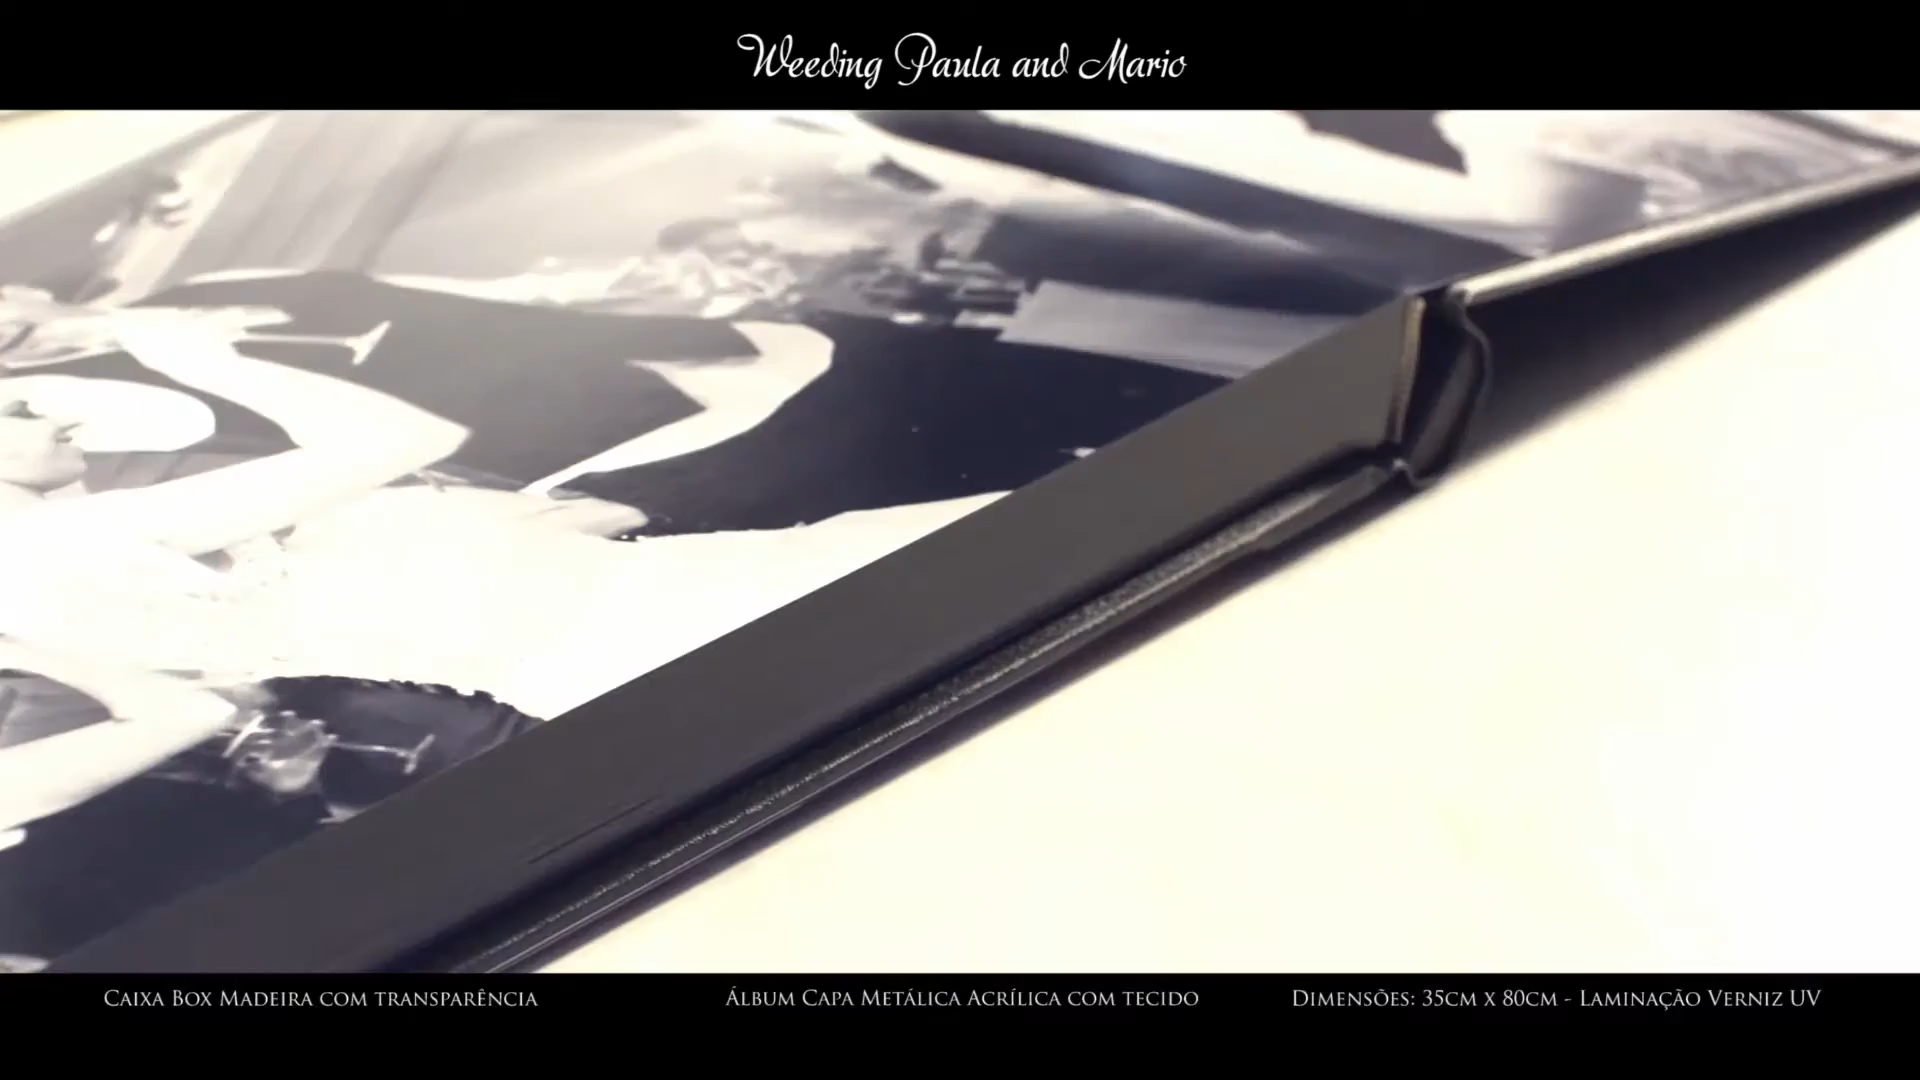 Weeding Paula and Mario
Caixa Box Madeira com transparência
Álbum Capa Metálica Acrílica com tecido
Dimensões: 35cm x 80cm - Laminação Verniz UV